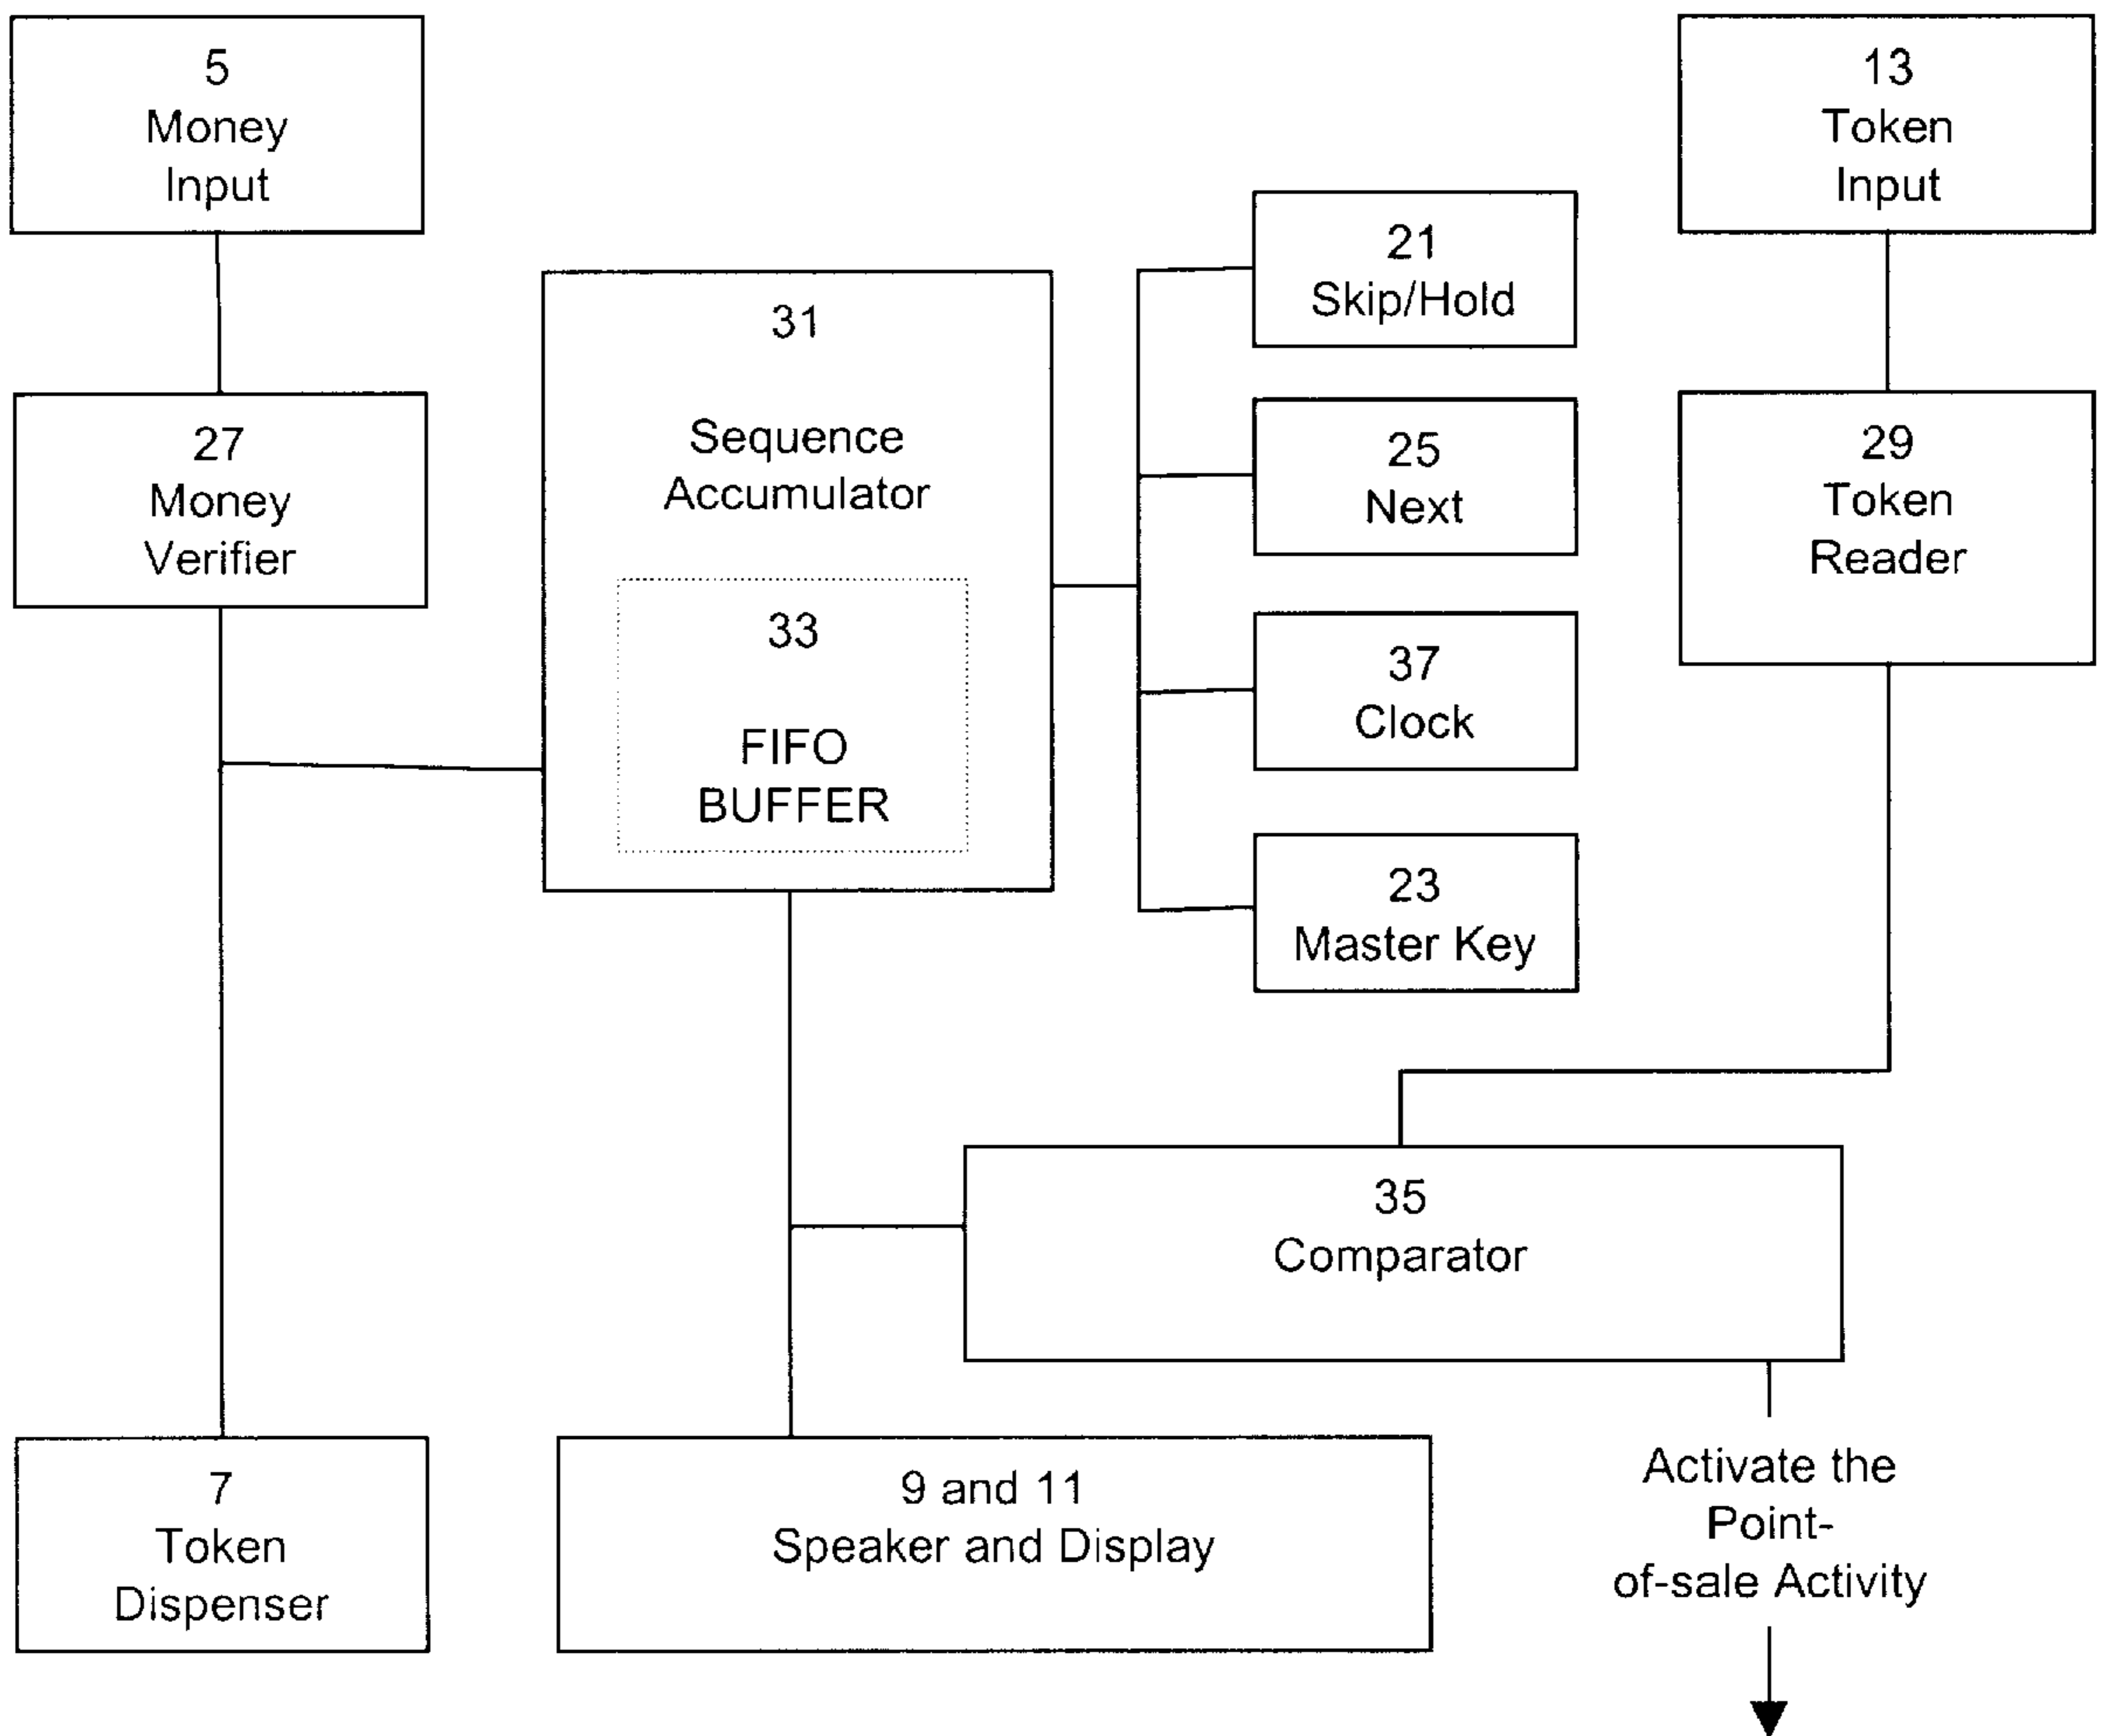 5
Money
Input
13
Token
Input
21
Skip/Hold
31
Sequence
Accumulator
27
Money
Verifier
25
Next
29
Token
Reader
33
FIFO
BUFFER
37
Clock
23
Master Key
35
Comparator
7
Token
Dispenser
9 and 11
Speaker and Display
Activate the
Point-
of-sale Activity